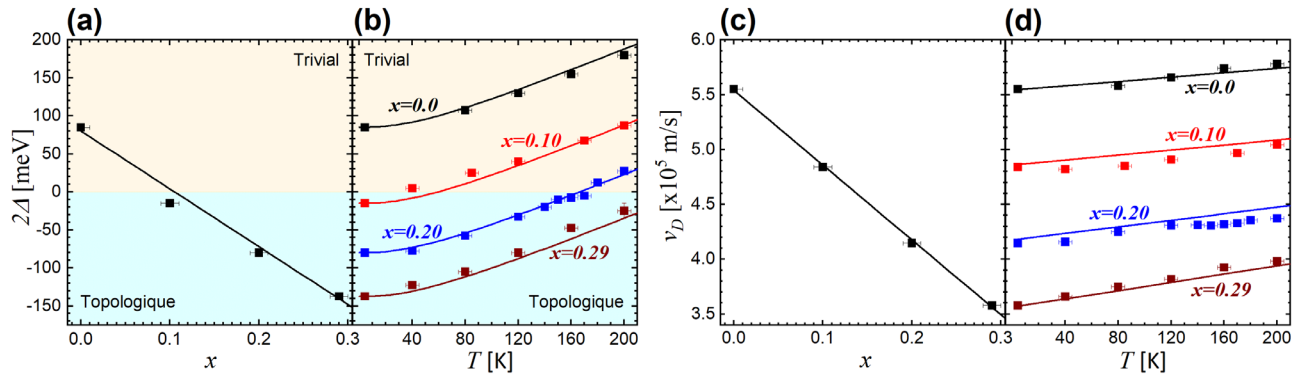 (a)
(b)
(c)
(d)
200
150
100
50
0
-50
-100
-150
2Δ [meV]
Trivial
Topologique
0.0
0.1
0.2
0.3
x
Trivial
x=0.0
x=0.10
x=0.20
x=0.29
Topologique
40
80
120
160
200
T [K]
6.0
5.5
5.0
4.5
4.0
3.5
v_D [x10⁵ m/s]
0.0
0.1
0.2
0.3
x
x=0.0
x=0.10
x=0.20
x=0.29
40
80
120
160
200
T [K]